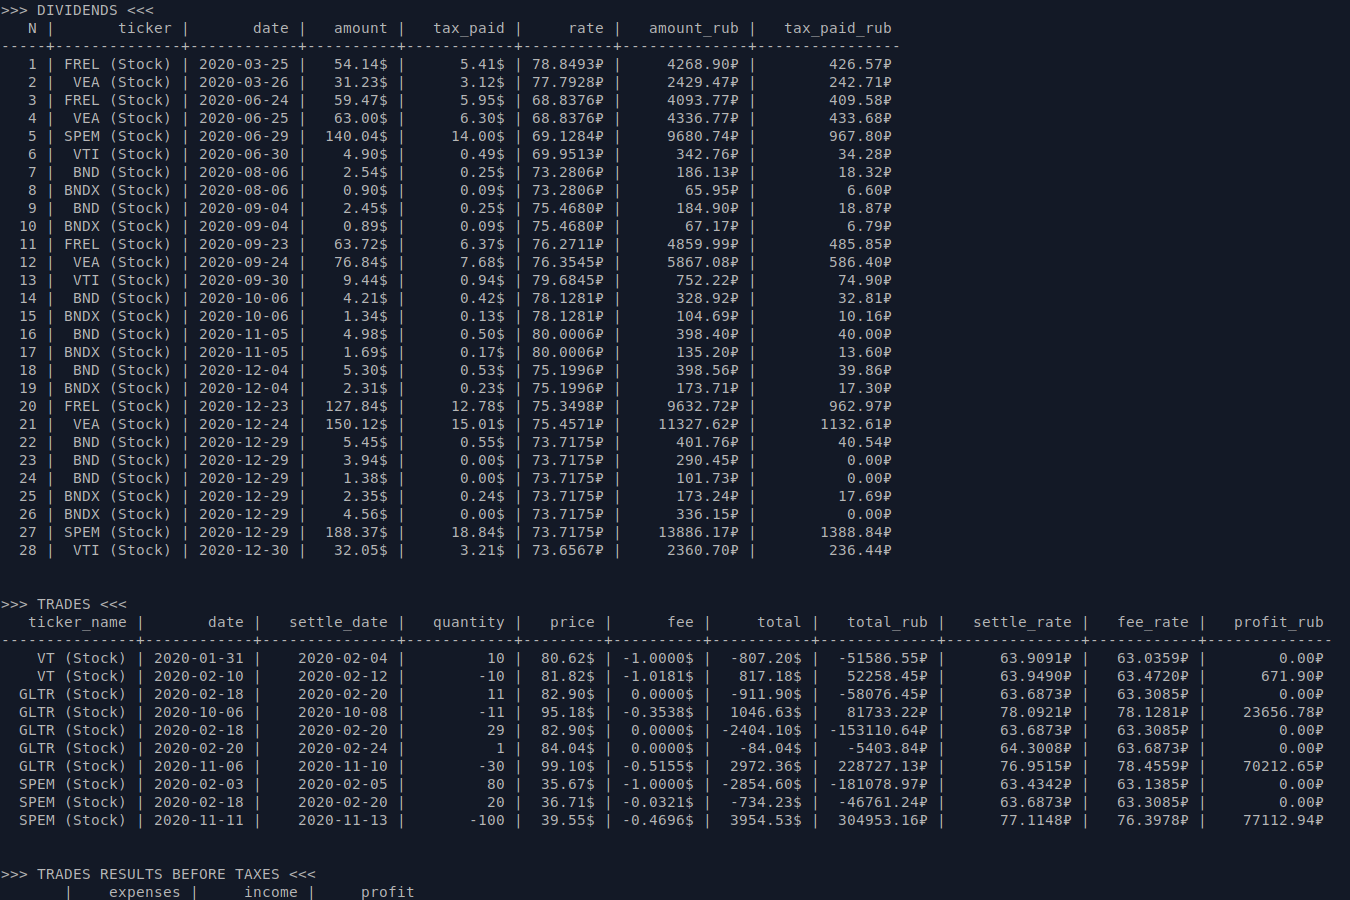 >>> DIVIDENDS <<<
N | ticker | date | amount | tax_paid | rate | amount_rub | tax_paid_rub
-----+--------------+------------+----------+------------+----------+--------------+----------------
1 | FREL (Stock) | 2020-03-25 | 54.14$ | 5.41$ | 78.8493₽ | 4268.90₽ | 426.57₽
2 | VEA (Stock) | 2020-03-26 | 31.23$ | 3.12$ | 77.7928₽ | 2429.47₽ | 242.71₽
3 | FREL (Stock) | 2020-06-24 | 59.47$ | 5.95$ | 68.8376₽ | 4093.77₽ | 409.58₽
4 | VEA (Stock) | 2020-06-25 | 63.00$ | 6.30$ | 68.8376₽ | 4336.77₽ | 433.68₽
5 | SPEM (Stock) | 2020-06-29 | 140.04$ | 14.00$ | 69.1284₽ | 9680.74₽ | 967.80₽
6 | VTI (Stock) | 2020-06-30 | 4.90$ | 0.49$ | 69.9513₽ | 342.76₽ | 34.28₽
7 | BND (Stock) | 2020-08-06 | 2.54$ | 0.25$ | 73.2806₽ | 186.13₽ | 18.32₽
8 | BNDX (Stock) | 2020-08-06 | 0.90$ | 0.09$ | 73.2806₽ | 65.95₽ | 6.60₽
9 | BND (Stock) | 2020-09-04 | 2.45$ | 0.25$ | 75.4680₽ | 184.90₽ | 18.87₽
10 | BNDX (Stock) | 2020-09-04 | 0.89$ | 0.09$ | 75.4680₽ | 67.17₽ | 6.79₽
11 | FREL (Stock) | 2020-09-23 | 63.72$ | 6.37$ | 76.2711₽ | 4859.99₽ | 485.85₽
12 | VEA (Stock) | 2020-09-24 | 76.84$ | 7.68$ | 76.3545₽ | 5867.08₽ | 586.40₽
13 | VTI (Stock) | 2020-09-30 | 9.44$ | 0.94$ | 79.6845₽ | 752.22₽ | 74.90₽
14 | BND (Stock) | 2020-10-06 | 4.21$ | 0.42$ | 78.1281₽ | 328.92₽ | 32.81₽
15 | BNDX (Stock) | 2020-10-06 | 1.34$ | 0.13$ | 78.1281₽ | 104.69₽ | 10.16₽
16 | BND (Stock) | 2020-11-05 | 4.98$ | 0.50$ | 80.0006₽ | 398.40₽ | 40.00₽
17 | BNDX (Stock) | 2020-11-05 | 1.69$ | 0.17$ | 80.0006₽ | 135.20₽ | 13.60₽
18 | BND (Stock) | 2020-12-04 | 5.30$ | 0.53$ | 75.1996₽ | 398.56₽ | 39.86₽
19 | BNDX (Stock) | 2020-12-04 | 2.31$ | 0.23$ | 75.1996₽ | 173.71₽ | 17.30₽
20 | FREL (Stock) | 2020-12-23 | 127.84$ | 12.78$ | 75.3498₽ | 9632.72₽ | 962.97₽
21 | VEA (Stock) | 2020-12-24 | 150.12$ | 15.01$ | 75.4571₽ | 11327.62₽ | 1132.61₽
22 | BND (Stock) | 2020-12-29 | 5.45$ | 0.55$ | 73.7175₽ | 401.76₽ | 40.54₽
23 | BND (Stock) | 2020-12-29 | 3.94$ | 0.00$ | 73.7175₽ | 290.45₽ | 0.00₽
24 | BND (Stock) | 2020-12-29 | 1.38$ | 0.00$ | 73.7175₽ | 101.73₽ | 0.00₽
25 | BNDX (Stock) | 2020-12-29 | 2.35$ | 0.24$ | 73.7175₽ | 173.24₽ | 17.69₽
26 | BNDX (Stock) | 2020-12-29 | 4.56$ | 0.00$ | 73.7175₽ | 336.15₽ | 0.00₽
27 | SPEM (Stock) | 2020-12-29 | 188.37$ | 18.84$ | 73.7175₽ | 13886.17₽ | 1388.84₽
28 | VTI (Stock) | 2020-12-30 | 32.05$ | 3.21$ | 73.6567₽ | 2360.70₽ | 236.44₽
>>> TRADES <<<
ticker_name | date | settle_date | quantity | price | fee | total | total_rub | settle_rate | fee_rate | profit_rub
---------------+------------+---------------+------------+---------+----------+-----------+-------------+---------------+------------+--------------
VT (Stock) | 2020-01-31 | 2020-02-04 | 10 | 80.62$ | -1.0000$ | -807.20$ | -51586.55₽ | 63.9091₽ | 63.0359₽ | 0.00₽
VT (Stock) | 2020-02-10 | 2020-02-12 | -10 | 81.82$ | -1.0181$ | 817.18$ | 52258.45₽ | 63.9490₽ | 63.4720₽ | 671.90₽
GLTR (Stock) | 2020-02-18 | 2020-02-20 | 11 | 82.90$ | 0.0000$ | -911.90$ | -58076.45₽ | 63.6873₽ | 63.3085₽ | 0.00₽
GLTR (Stock) | 2020-10-06 | 2020-10-08 | -11 | 95.18$ | -0.3538$ | 1046.63$ | 81733.22₽ | 78.0921₽ | 78.1281₽ | 23656.78₽
GLTR (Stock) | 2020-02-18 | 2020-02-20 | 29 | 82.90$ | 0.0000$ | -2404.10$ | -153110.64₽ | 63.6873₽ | 63.3085₽ | 0.00₽
GLTR (Stock) | 2020-02-20 | 2020-02-24 | 1 | 84.04$ | 0.0000$ | -84.04$ | -5403.84₽ | 64.3008₽ | 63.6873₽ | 0.00₽
GLTR (Stock) | 2020-11-06 | 2020-11-10 | -30 | 99.10$ | -0.5155$ | 2972.36$ | 228727.13₽ | 76.9515₽ | 78.4559₽ | 70212.65₽
SPEM (Stock) | 2020-02-03 | 2020-02-05 | 80 | 35.67$ | -1.0000$ | -2854.60$ | -181078.97₽ | 63.4342₽ | 63.1385₽ | 0.00₽
SPEM (Stock) | 2020-02-18 | 2020-02-20 | 20 | 36.71$ | -0.0321$ | -734.23$ | -46761.24₽ | 63.6873₽ | 63.3085₽ | 0.00₽
SPEM (Stock) | 2020-11-11 | 2020-11-13 | -100 | 39.55$ | -0.4696$ | 3954.53$ | 304953.16₽ | 77.1148₽ | 76.3978₽ | 77112.94₽
>>> TRADES RESULTS BEFORE TAXES <<<
| expenses | income | profit